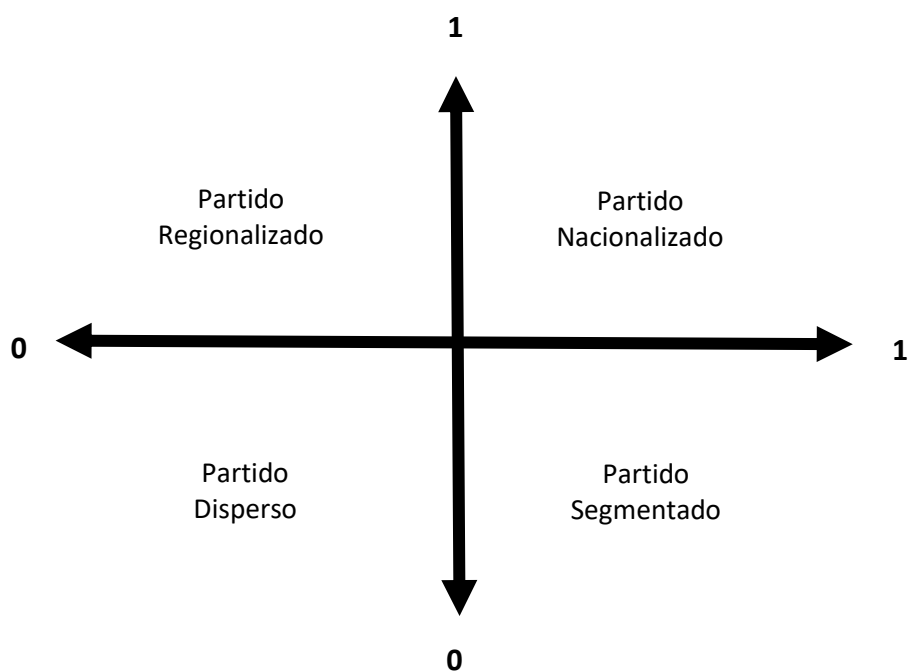 1
Partido
Regionalizado
Partido
Nacionalizado
0
1
Partido
Disperso
Partido
Segmentado
0